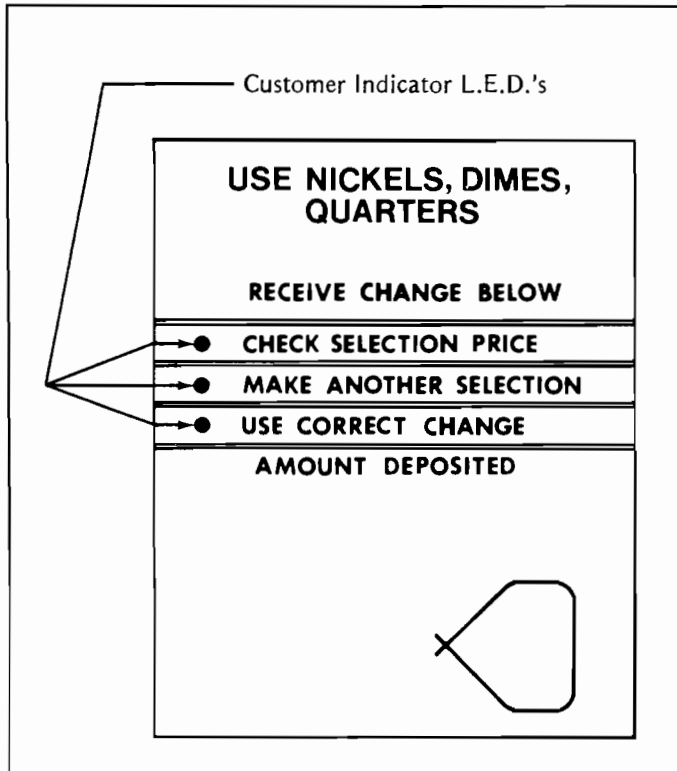 Customer Indicator L.E.D.'s
USE NICKELS, DIMES,
QUARTERS
RECEIVE CHANGE BELOW
CHECK SELECTION PRICE
MAKE ANOTHER SELECTION
USE CORRECT CHANGE
AMOUNT DEPOSITED